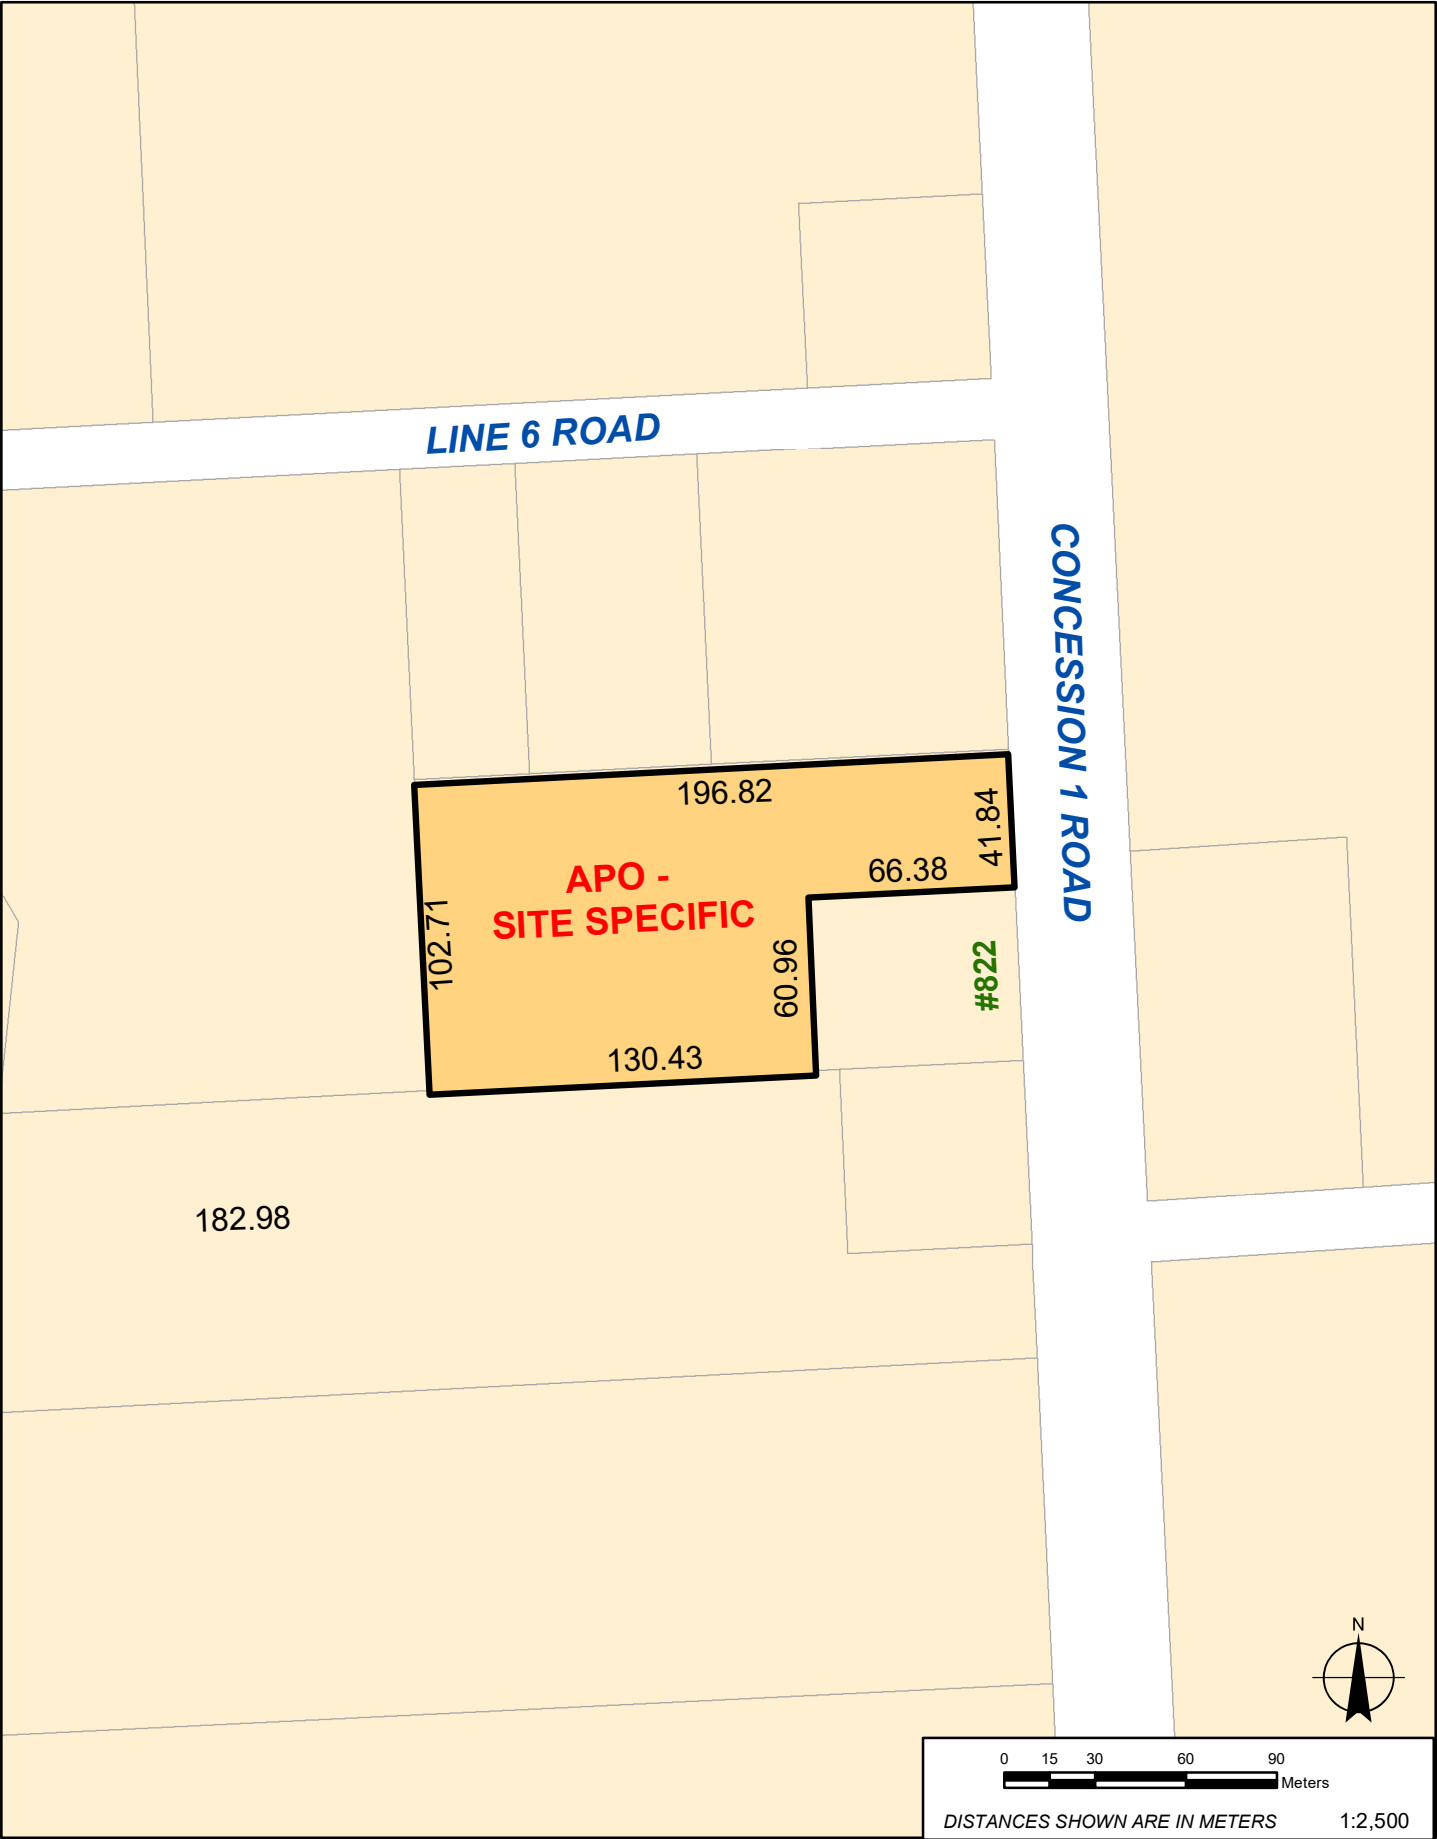 LINE 6 ROAD
CONCESSION 1 ROAD
196.82
41.84
66.38
APO -
SITE SPECIFIC
102.71
60.96
#822
130.43
182.98
N
0 15 30 60 90
Meters
DISTANCES SHOWN ARE IN METERS 1:2,500